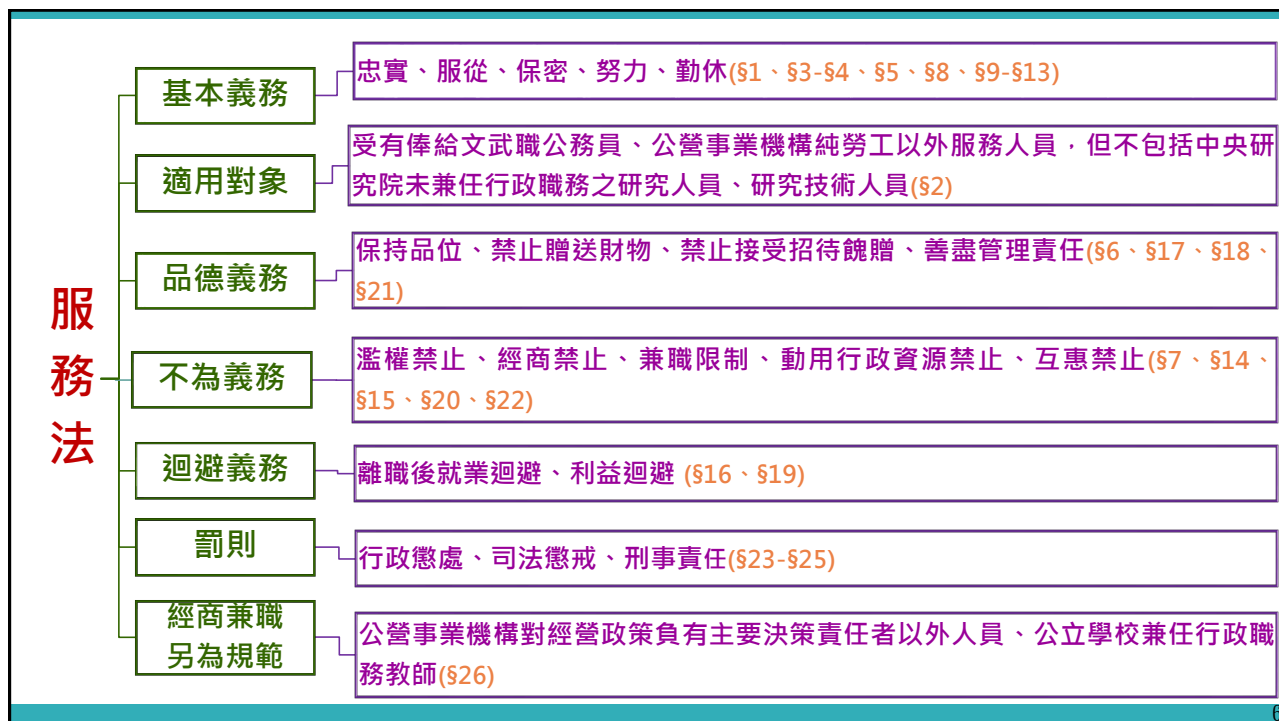 服
務
法
基本義務
忠實、服從、保密、努力、勤休(§1、§3-§4、§5、§8、§9-§13)
適用對象
受有俸給文武職公務員、公營事業機構純勞工以外服務人員，但不包括中央研
究院未兼任行政職務之研究人員、研究技術人員(§2)
品德義務
保持品位、禁止贈送財物、禁止接受招待餽贈、善盡管理責任(§6、§17、§18、
§21)
不為義務
濫權禁止、經商禁止、兼職限制、動用行政資源禁止、互惠禁止(§7、§14、
§15、§20、§22)
迴避義務
離職後就業迴避、利益迴避 (§16、§19)
罰則
行政懲處、司法懲戒、刑事責任(§23-§25)
經商兼職
另為規範
公營事業機構對經營政策負有主要決策責任者以外人員、公立學校兼任行政職
務教師(§26)
6